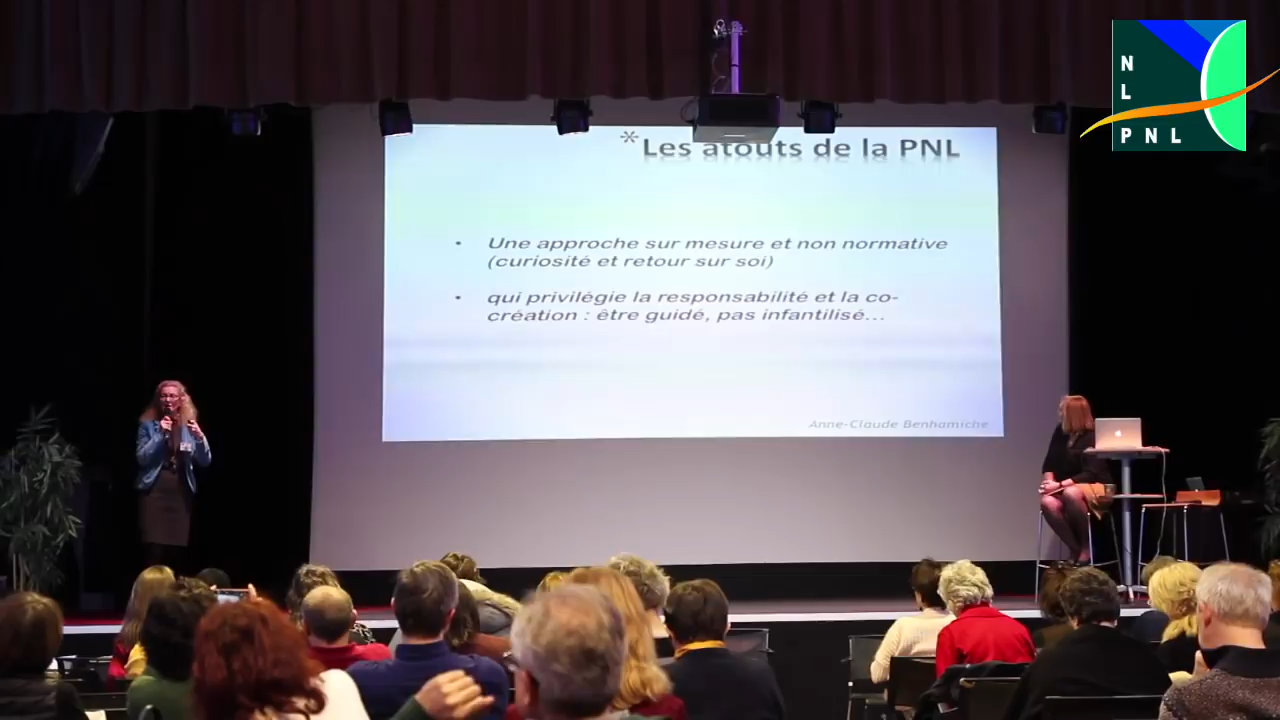 N
L
PNL
*Les atouts de la PNL
• Une approche sur mesure et non normative
(curiosité et retour sur soi)
• qui privilégie la responsabilité et la co-
création : être guidé, pas infantilisé…
Anne-Claude Benhamiche